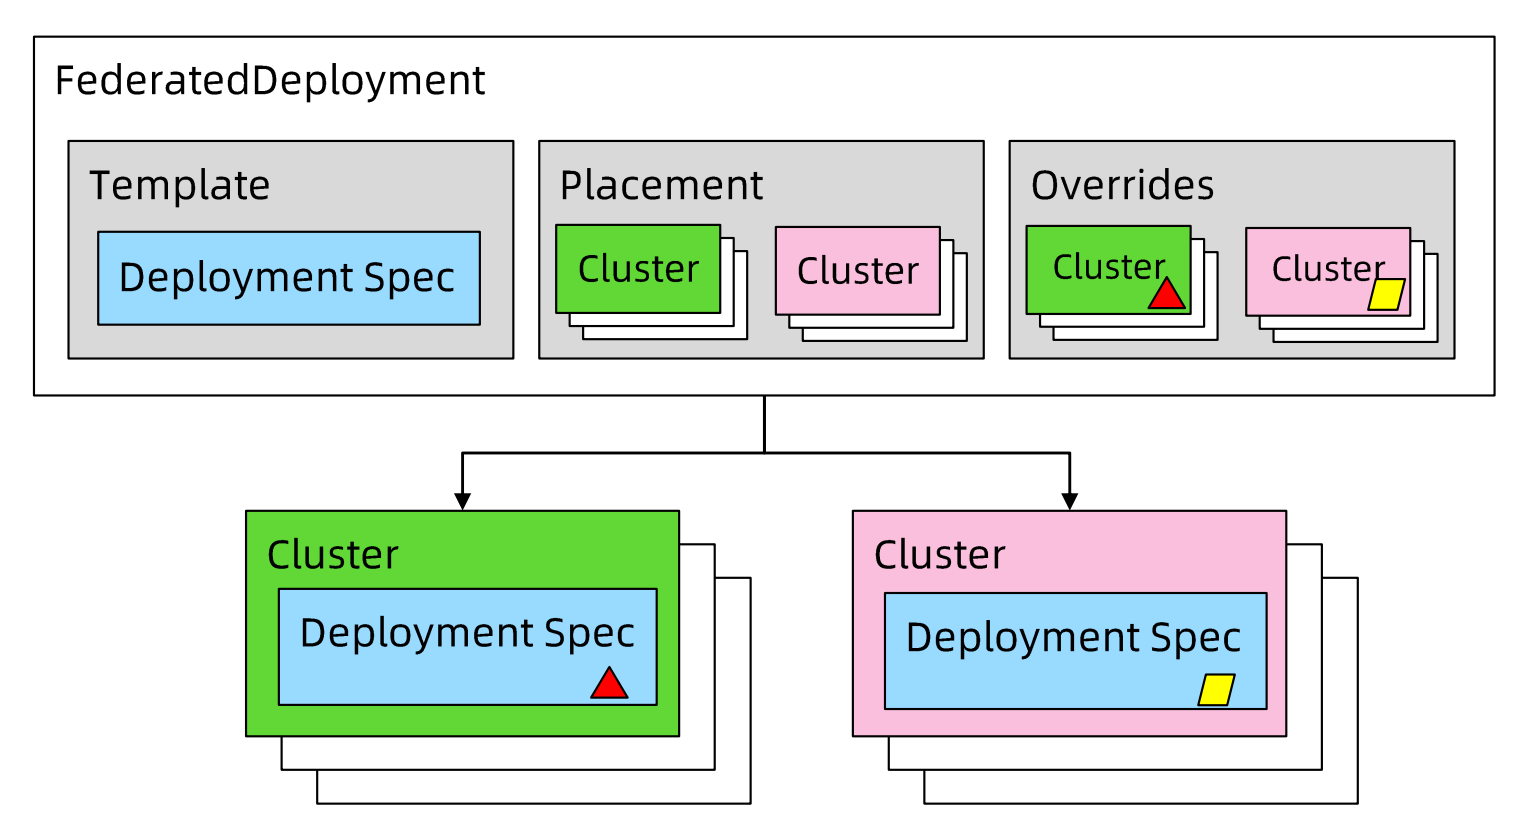 FederatedDeployment
Template
Deployment Spec
Placement
Cluster
Cluster
Overrides
Cluster
Cluster
Cluster
Deployment Spec
Cluster
Deployment Spec